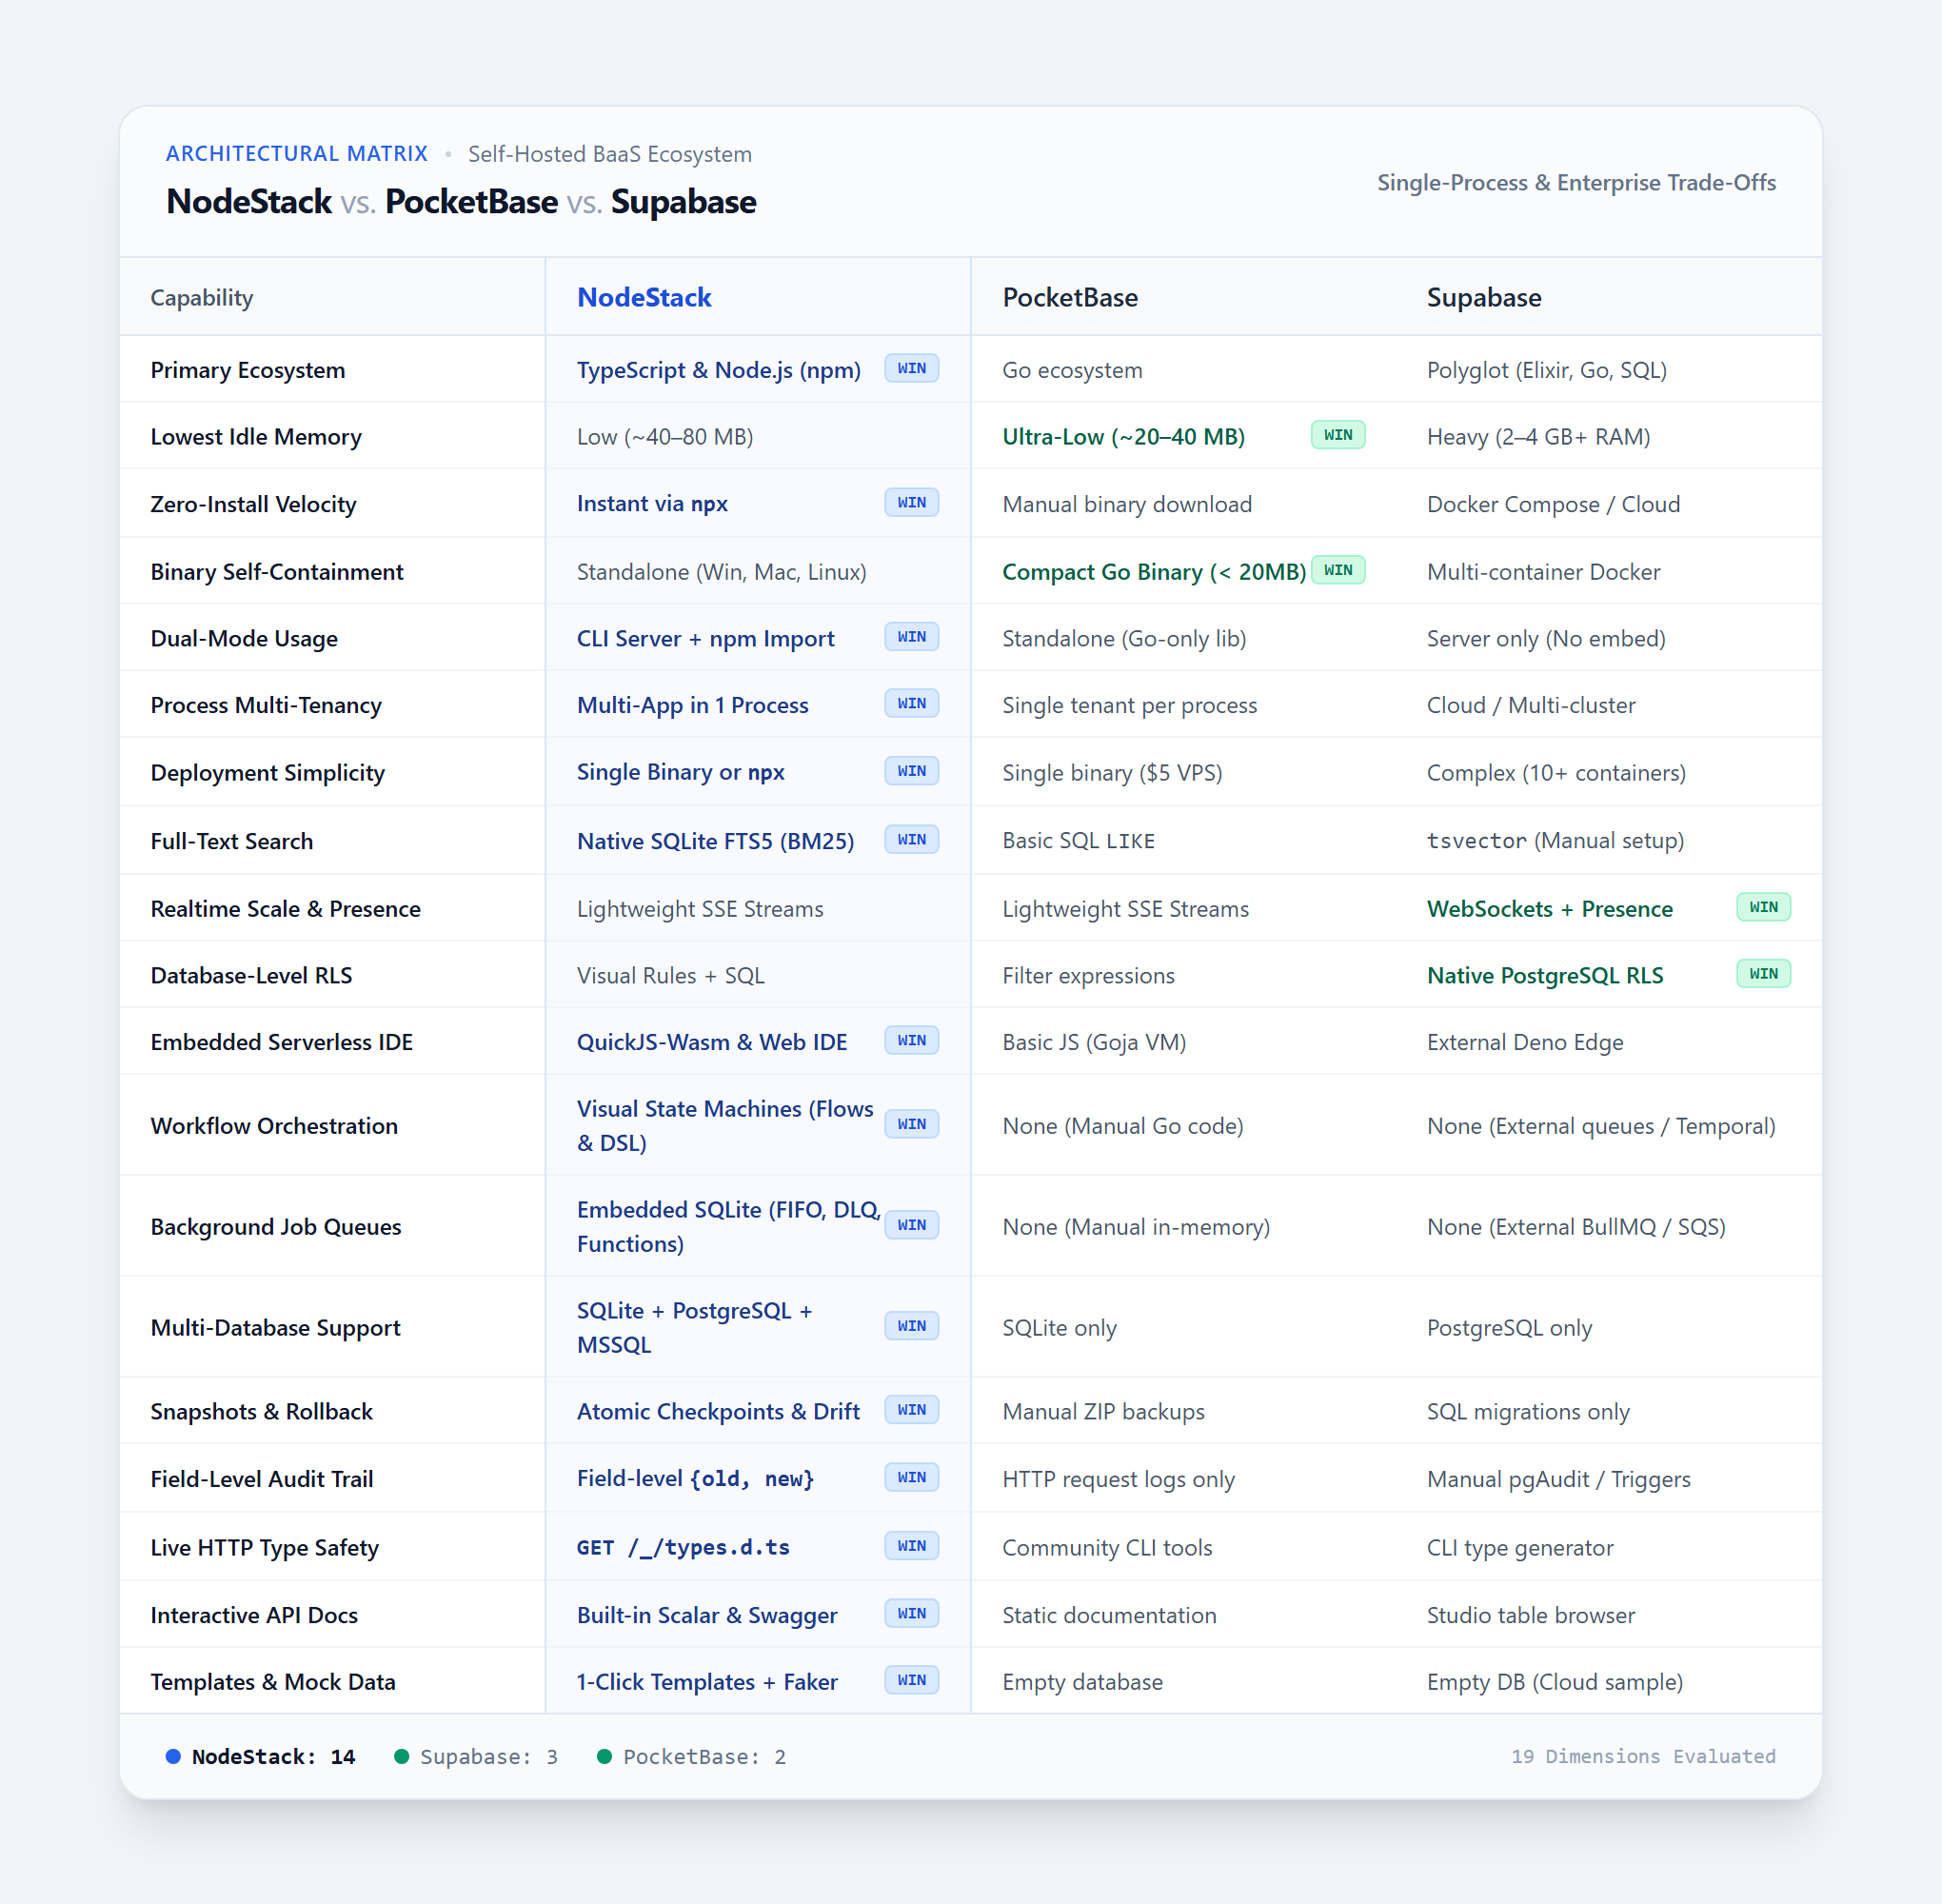 ARCHITECTURAL MATRIX • Self-Hosted BaaS Ecosystem
NodeStack vs. PocketBase vs. Supabase
Single-Process & Enterprise Trade-Offs
Capability NodeStack PocketBase Supabase
Primary Ecosystem TypeScript & Node.js (npm) WIN Go ecosystem Polyglot (Elixir, Go, SQL)
Lowest Idle Memory Low (~40–80 MB) Ultra-Low (~20–40 MB) WIN Heavy (2–4 GB+ RAM)
Zero-Install Velocity Instant via npx WIN Manual binary download Docker Compose / Cloud
Binary Self-Containment Standalone (Win, Mac, Linux) Compact Go Binary (< 20MB) WIN Multi-container Docker
Dual-Mode Usage CLI Server + npm Import WIN Standalone (Go-only lib) Server only (No embed)
Process Multi-Tenancy Multi-App in 1 Process WIN Single tenant per process Cloud / Multi-cluster
Deployment Simplicity Single Binary or npx WIN Single binary ($5 VPS) Complex (10+ containers)
Full-Text Search Native SQLite FTS5 (BM25) WIN Basic SQL LIKE tsvector (Manual setup)
Realtime Scale & Presence Lightweight SSE Streams Lightweight SSE Streams WebSockets + Presence WIN
Database-Level RLS Visual Rules + SQL Filter expressions Native PostgreSQL RLS WIN
Embedded Serverless IDE QuickJS-Wasm & Web IDE WIN Basic JS (Goja VM) External Deno Edge
Workflow Orchestration Visual State Machines (Flows
& DSL) WIN None (Manual Go code) None (External queues / Temporal)
Background Job Queues Embedded SQLite (FIFO, DLQ,
Functions) WIN None (Manual in-memory) None (External BullMQ / SQS)
Multi-Database Support SQLite + PostgreSQL +
MSSQL WIN SQLite only PostgreSQL only
Snapshots & Rollback Atomic Checkpoints & Drift WIN Manual ZIP backups SQL migrations only
Field-Level Audit Trail Field-level {old, new} WIN HTTP request logs only Manual pgAudit / Triggers
Live HTTP Type Safety GET /_/types.d.ts WIN Community CLI tools CLI type generator
Interactive API Docs Built-in Scalar & Swagger WIN Static documentation Studio table browser
Templates & Mock Data 1-Click Templates + Faker WIN Empty database Empty DB (Cloud sample)
NodeStack: 14 Supabase: 3 PocketBase: 2 19 Dimensions Evaluated